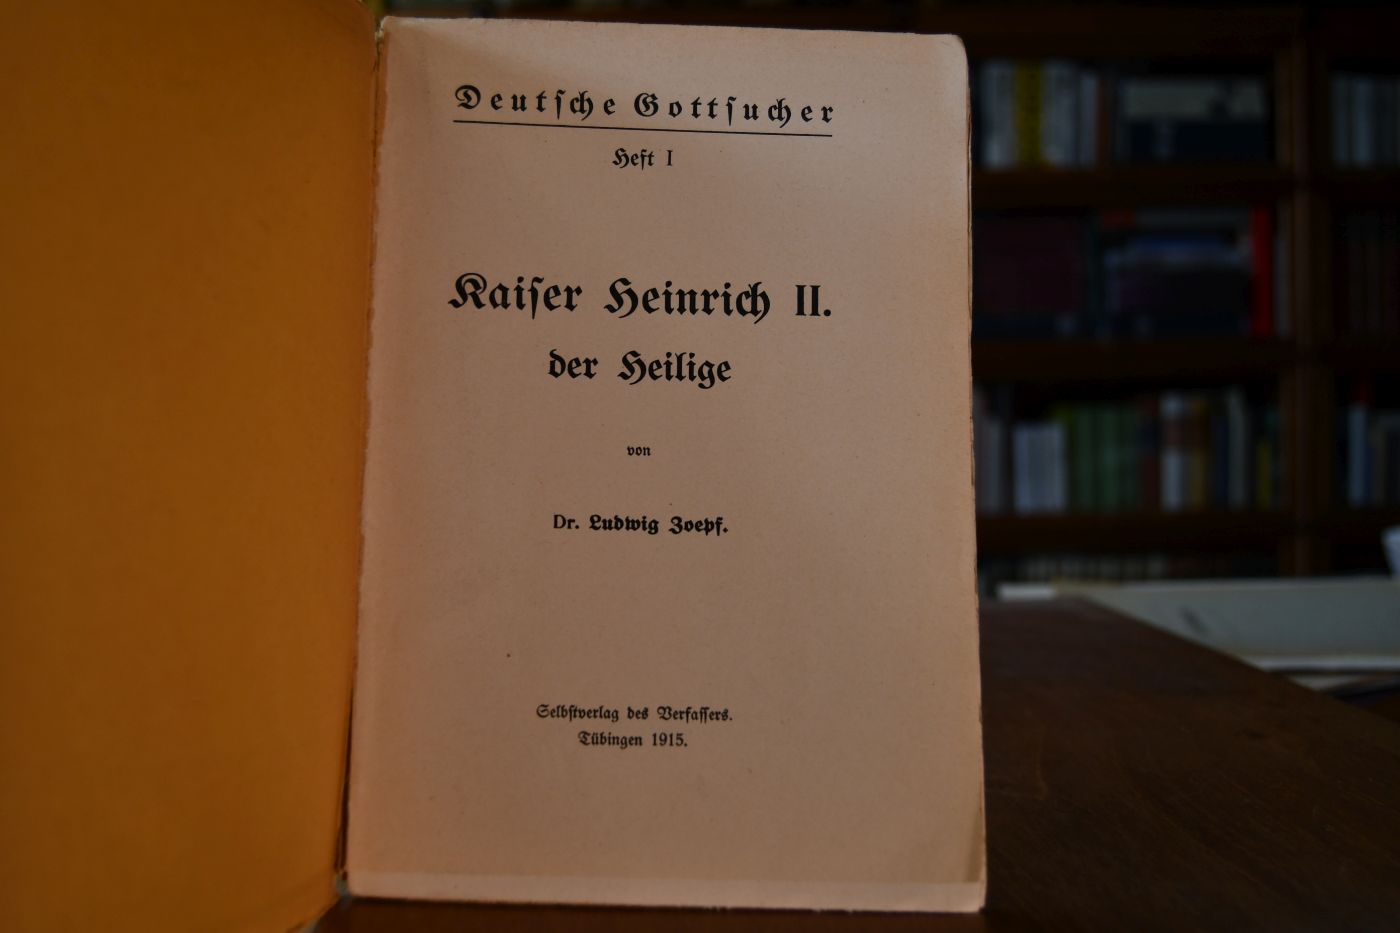 Deutſche Gottſucher
Heft I
Kaiſer Heinrich II.
der Heilige
von
Dr. Ludwig Zoepf.
Selbſtverlag des Verfaſſers.
Tübingen 1915.